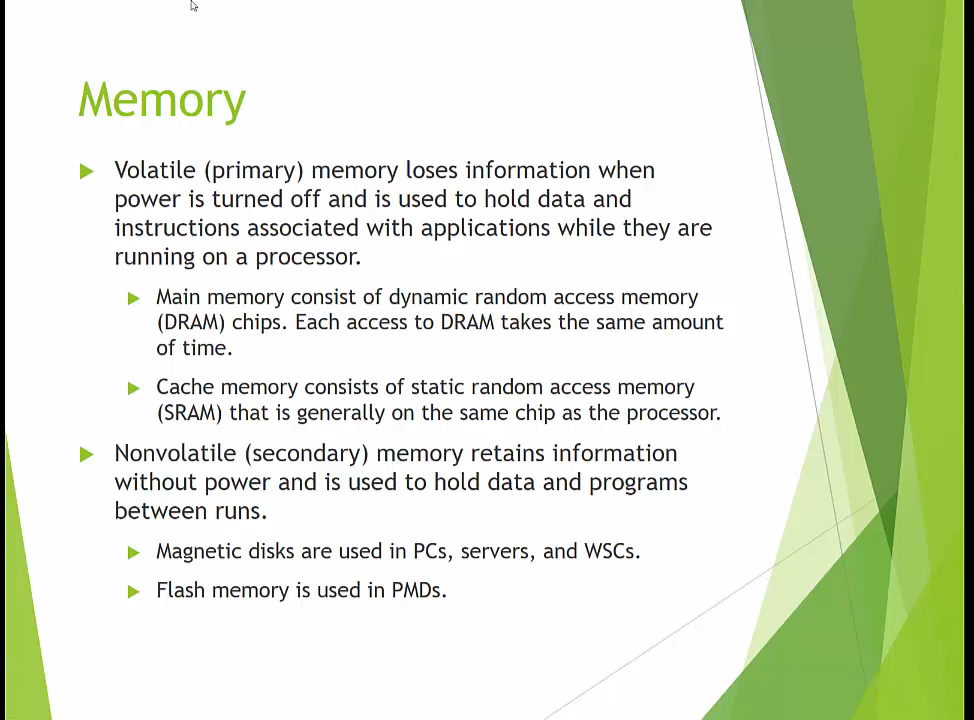 Memory
Volatile (primary) memory loses information when
power is turned off and is used to hold data and
instructions associated with applications while they are
running on a processor.
Main memory consist of dynamic random access memory
(DRAM) chips. Each access to DRAM takes the same amount
of time.
Cache memory consists of static random access memory
(SRAM) that is generally on the same chip as the processor.
Nonvolatile (secondary) memory retains information
without power and is used to hold data and programs
between runs.
Magnetic disks are used in PCs, servers, and WSCs.
Flash memory is used in PMDs.